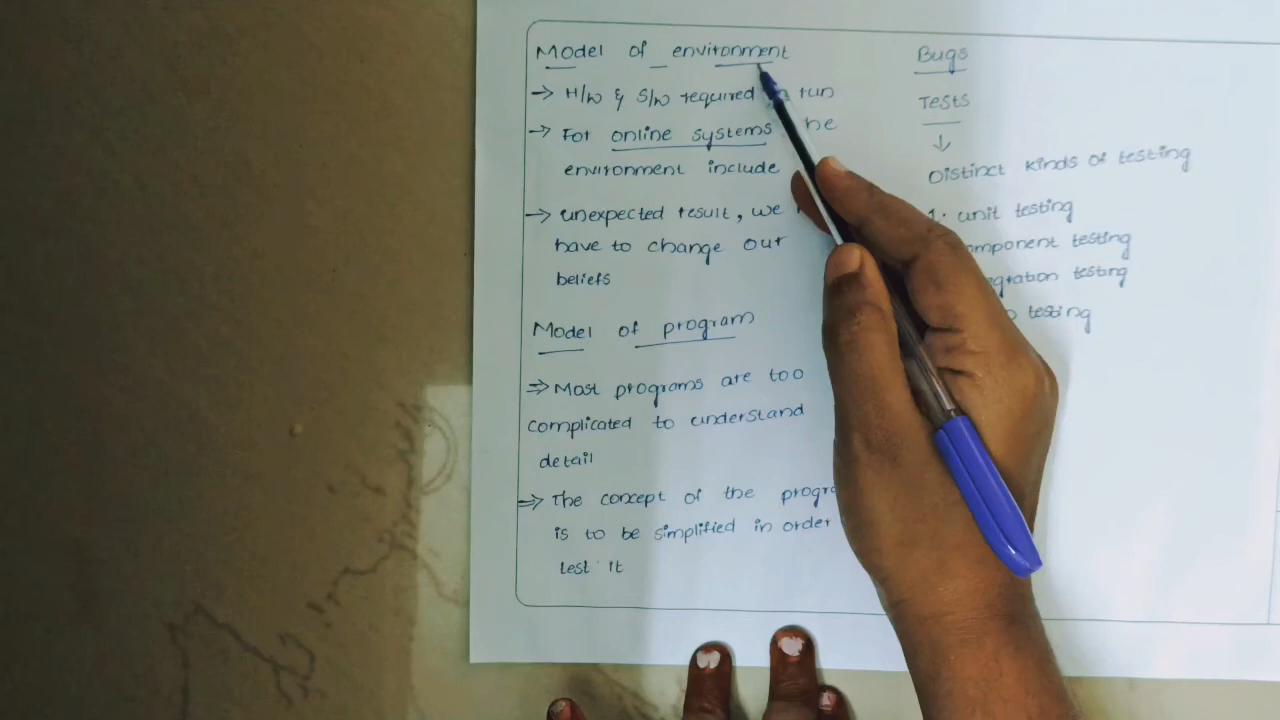 Model of environment
→ H/W & S/W required run
→ For online systems
environment include
→ unexpected result, we
have to change our
beliefs
Model of program
⇒ Most programs are too
complicated to understand
detail
⇒ The concept of the
is to be simplified in order
test it
Bugs
Tests
↓
Distinct kinds of testing
1. unit testing
testing
testing
testing